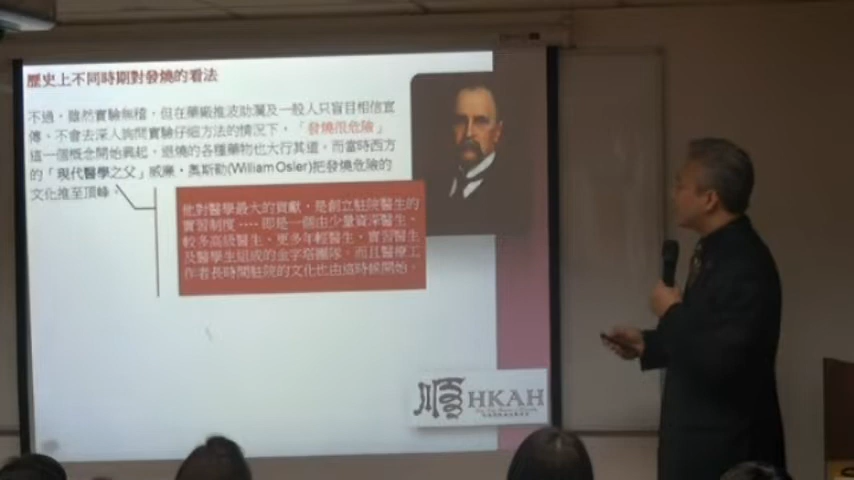 歷史上不同時期對發燒的看法
不過，雖然實驗無稽，但在藥廠推波助瀾及一般人只盲目相信宣
傳、不會去深入詢問實驗仔細方法的情況下，「發燒很危險」
這一個概念開始興起，退燒的各種藥物也大行其道。而當時西方
的「現代醫學之父」威廉·奧斯勒(William Osler)把發燒危險的
文化推至頂峰。
他對醫學最大的貢獻，是創立駐院醫生的
實習制度‥‥即是一個由少量資深醫生，
較多高級醫生、更多年輕醫生、實習醫生
及醫學生組成的金字塔團隊，而且醫療工
作者長時間駐院的文化也由這時候開始。
順 HKAH